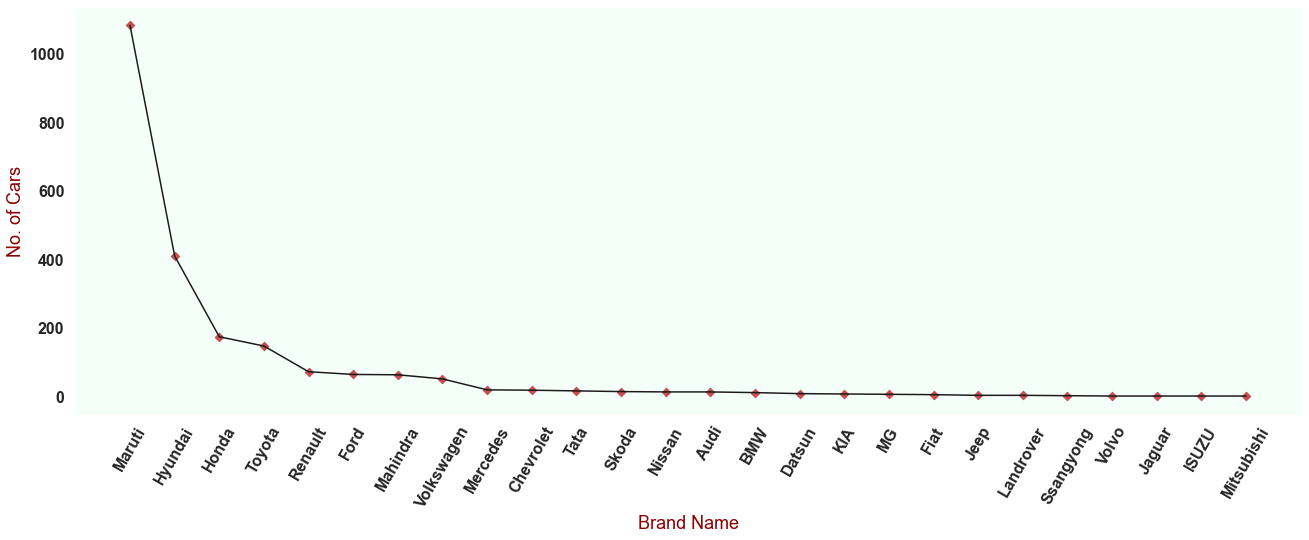 1000
800
600
400
200
0
No. of Cars
Maruti
Hyundai
Honda
Toyota
Renault
Ford
Mahindra
Volkswagen
Mercedes
Chevrolet
Tata
Skoda
Nissan
Audi
BMW
Datsun
KIA
MG
Fiat
Jeep
Landrover
Ssangyong
Volvo
Jaguar
ISUZU
Mitsubishi
Brand Name